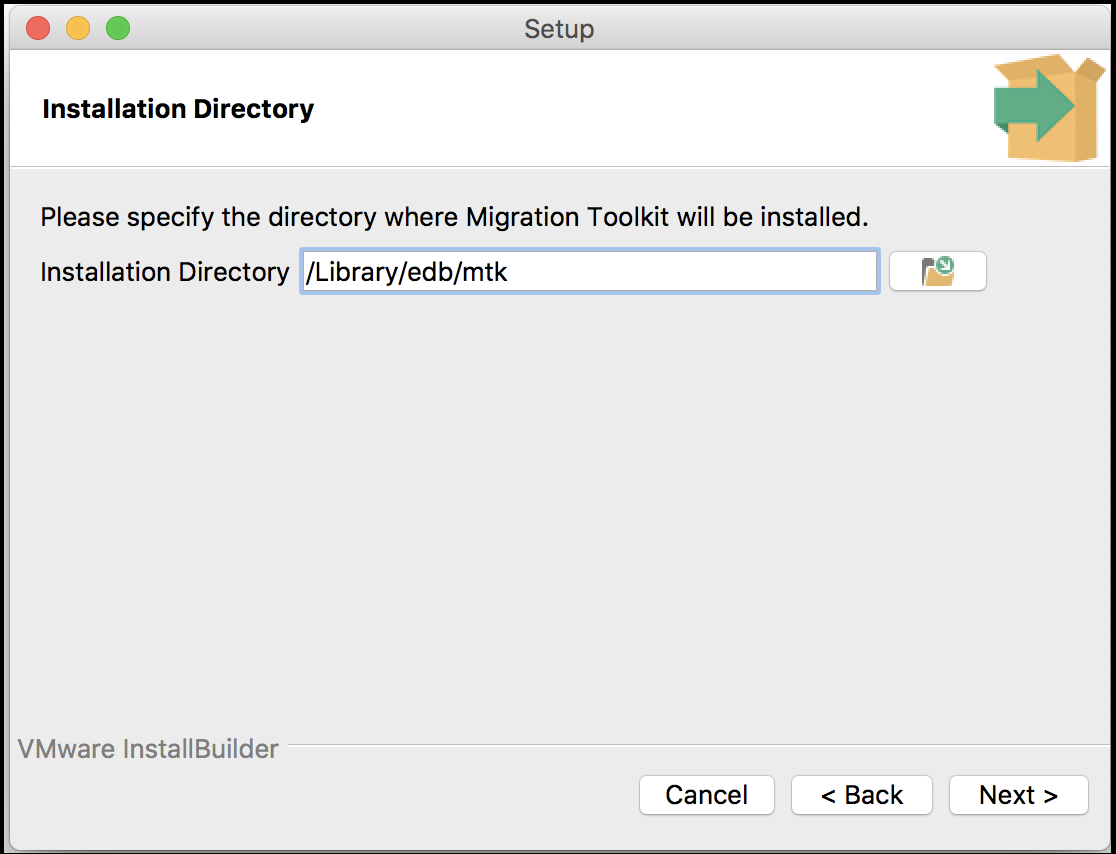 Setup
Installation Directory
Please specify the directory where Migration Toolkit will be installed.
Installation Directory /Library/edb/mtk
VMware InstallBuilder
Cancel < Back Next >